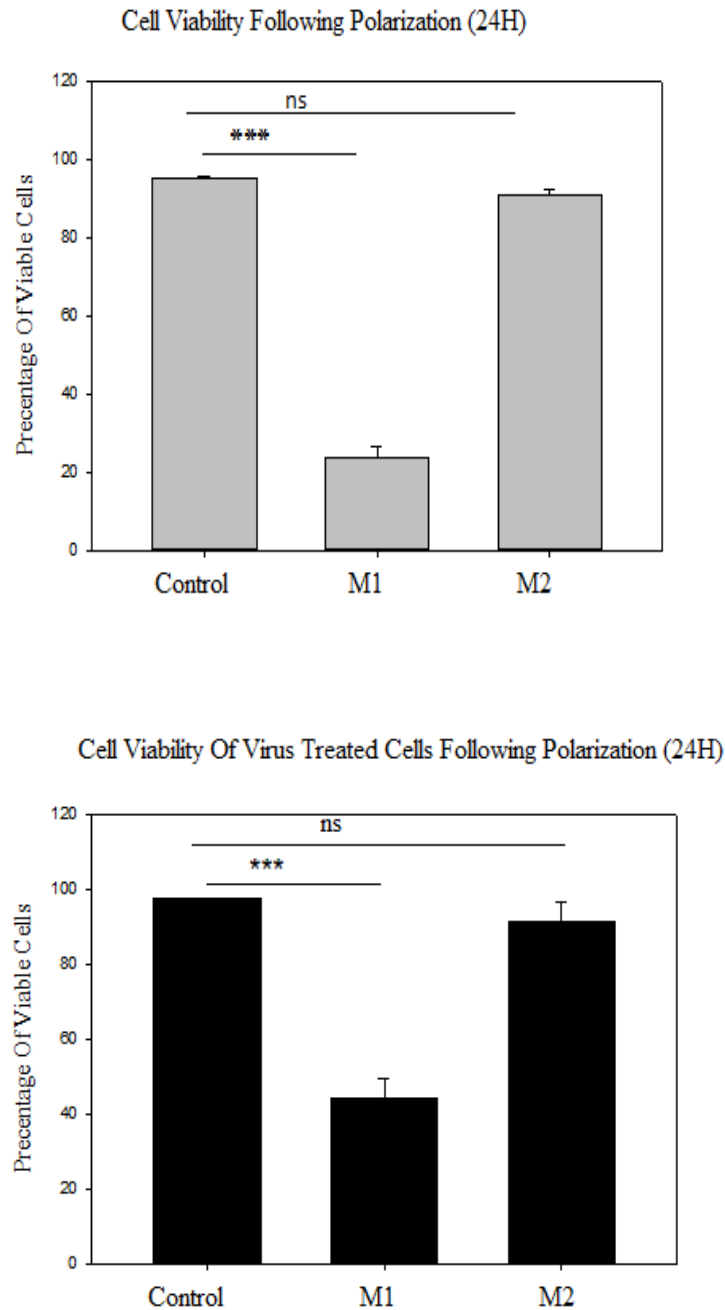 Cell Viability Following Polarization (24H)
120
ns
***
100
80
60
40
20
0
Precentage Of Viable Cells
Control
M1
M2
Cell Viability Of Virus Treated Cells Following Polarization (24H)
120
ns
***
100
80
60
40
20
0
Precentage Of Viable Cells
Control
M1
M2